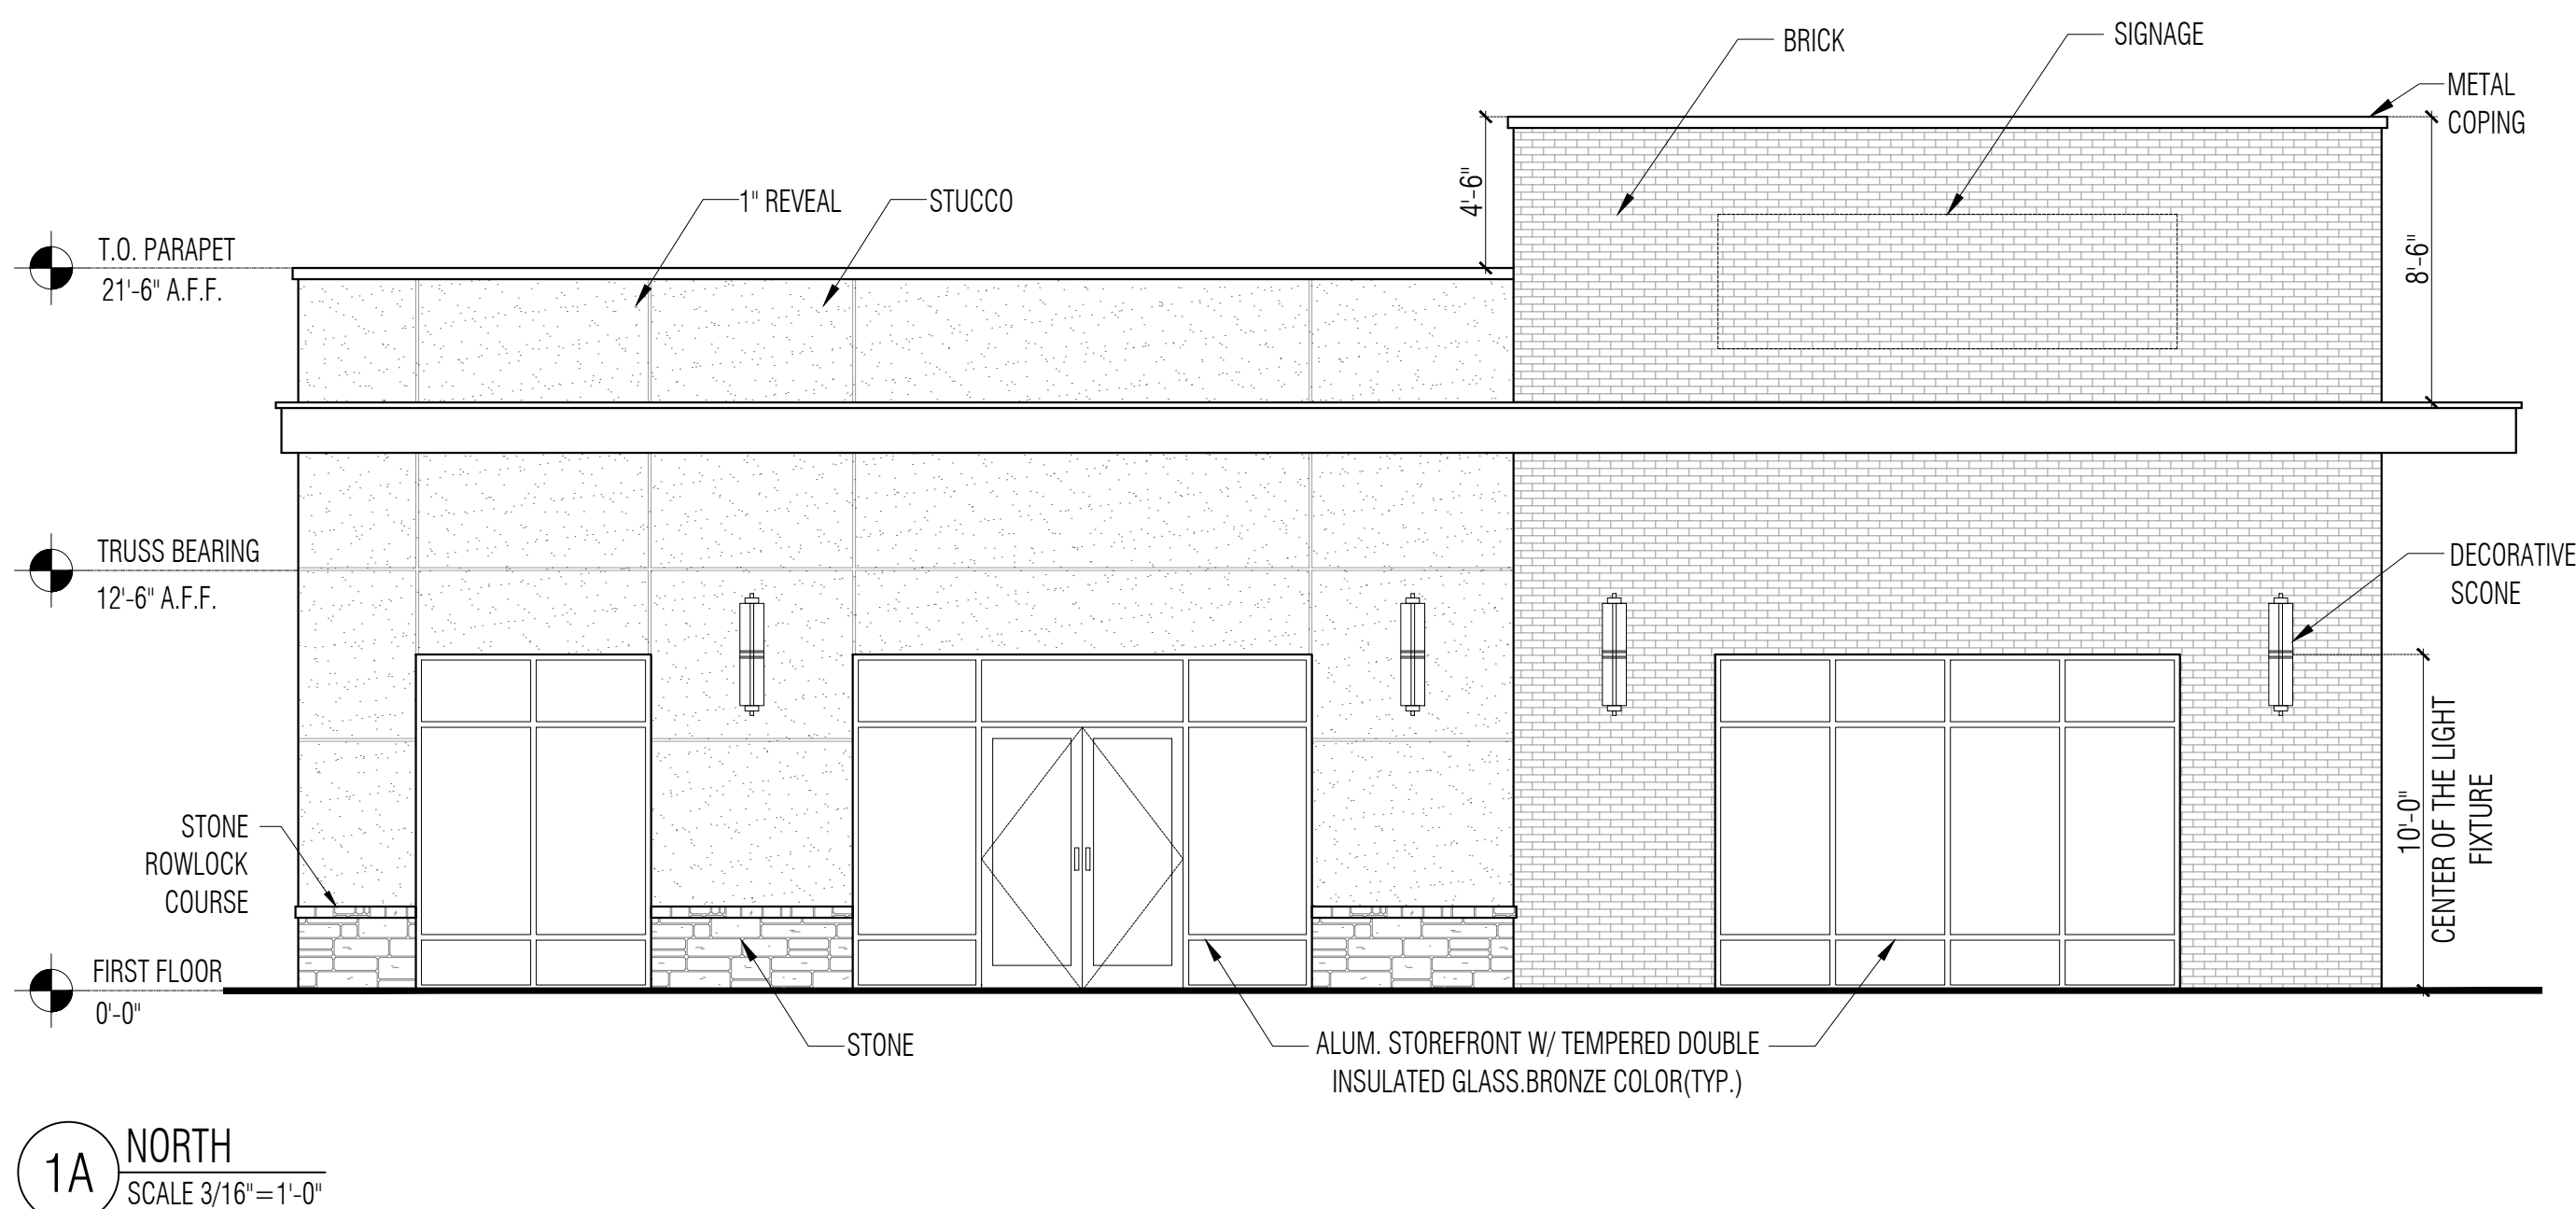 BRICK
SIGNAGE
METAL
COPING
4'-6"
1" REVEAL
STUCCO
T.O. PARAPET
21'-6" A.F.F.
8'-6"
TRUSS BEARING
12'-6" A.F.F.
DECORATIVE
SCONE
STONE
ROWLOCK
COURSE
10'-0"
CENTER OF THE LIGHT
FIXTURE
FIRST FLOOR
0'-0"
STONE
ALUM. STOREFRONT W/ TEMPERED DOUBLE
INSULATED GLASS.BRONZE COLOR(TYP.)
1A
NORTH
SCALE 3/16"=1'-0"